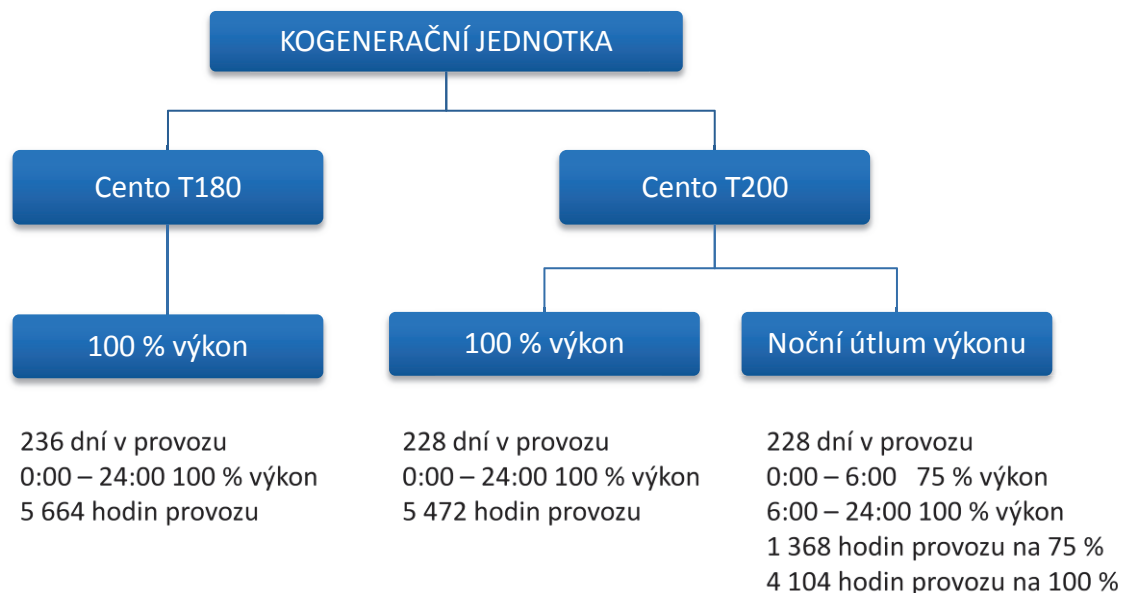 KOGENERAČNÍ JEDNOTKA
Cento T180
Cento T200
100 % výkon
100 % výkon
Noční útlum výkonu
236 dní v provozu
0:00 – 24:00 100 % výkon
5 664 hodin provozu
228 dní v provozu
0:00 – 24:00 100 % výkon
5 472 hodin provozu
228 dní v provozu
0:00 – 6:00 75 % výkon
6:00 – 24:00 100 % výkon
1 368 hodin provozu na 75 %
4 104 hodin provozu na 100 %